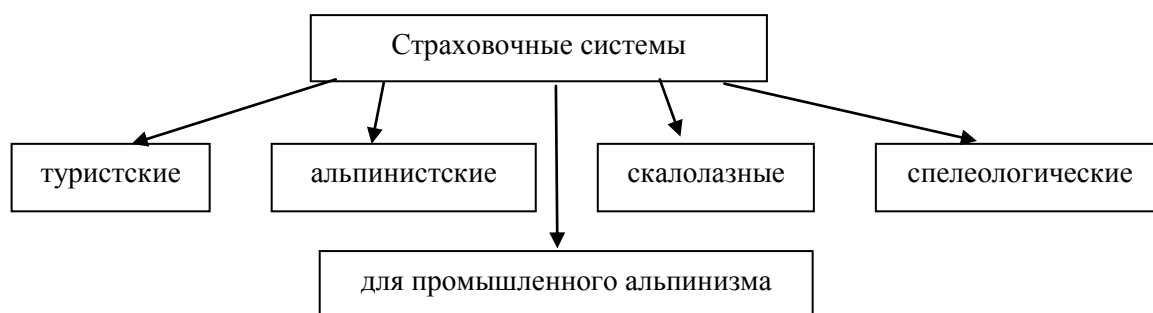 Страховочные системы
туристские
альпинистские
скалолазные
спелеологические
для промышленного альпинизма